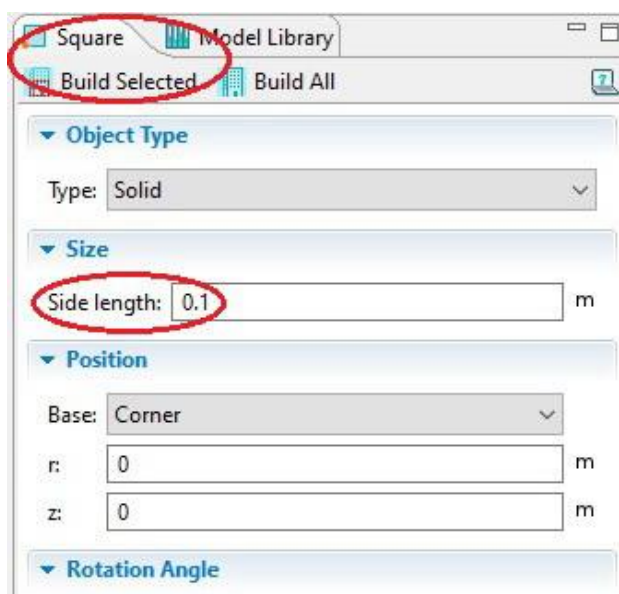 Square Model Library
Build Selected Build All
Object Type
Type: Solid
Size
Side length: 0.1 m
Position
Base: Corner
r: 0 m
z: 0 m
Rotation Angle